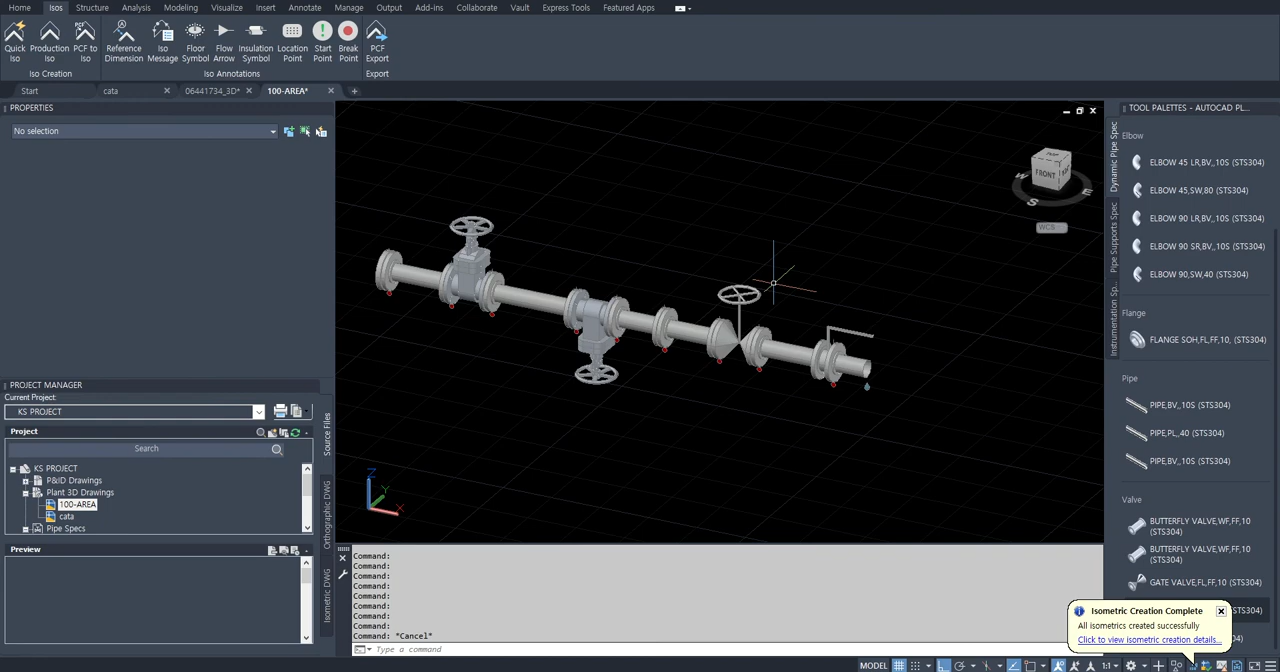 Home Isos Structure Analysis Modeling Visualize Insert Annotate Manage Output Add-ins Collaborate Vault Express Tools Featured Apps
Quick Iso
Production Iso
PCF to Iso
Reference Dimension
Iso Message
Floor Symbol
Flow Arrow
Insulation Symbol
Location Point
Start Point
Break Point
PCF Export
Iso Creation
Iso Annotations
Export
Start cata 06441734_3D* 100-AREA*
PROPERTIES
No selection
PROJECT MANAGER
Current Project:
KS PROJECT
Project
Search
KS PROJECT
P&ID Drawings
Plant 3D Drawings
100-AREA
cata
Pipe Specs
Preview
Source Files
Orthographic DWG
Isometric DWG
FRONT
W
S
E
WCS
Z
Y
X
Command:
Command:
Command:
Command:
Command:
Command:
Command:
Command:
Command: *Cancel*
Type a command
TOOL PALETTES - AUTOCAD PL...
Dynamic Pipe Spec
Pipe Supports Spec
Instrumentation Sp...
Elbow
ELBOW 45 LR,BV,,10S (STS304)
ELBOW 45,SW,80 (STS304)
ELBOW 90 LR,BV,,10S (STS304)
ELBOW 90 SR,BV,,10S (STS304)
ELBOW 90,SW,40 (STS304)
Flange
FLANGE SOH,FL,FF,10, (STS304)
Pipe
PIPE,BV,,10S (STS304)
PIPE,PL,,40 (STS304)
PIPE,BV,,10S (STS304)
Valve
BUTTERFLY VALVE,WF,FF,10
(STS304)
BUTTERFLY VALVE,WF,FF,10
(STS304)
GATE VALVE,FL,FF,10 (STS304)
Isometric Creation Complete
All isometrics created successfully
Click to view isometric creation details...
MODEL 1:1